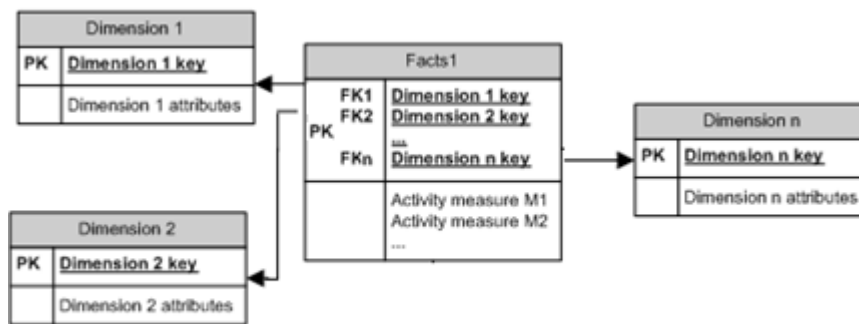 Dimension 1
PK Dimension 1 key
Dimension 1 attributes
Facts1
FK1 Dimension 1 key
FK2 Dimension 2 key
PK ...
FKn Dimension n key
Activity measure M1
Activity measure M2
...
Dimension n
PK Dimension n key
Dimension n attributes
Dimension 2
PK Dimension 2 key
Dimension 2 attributes